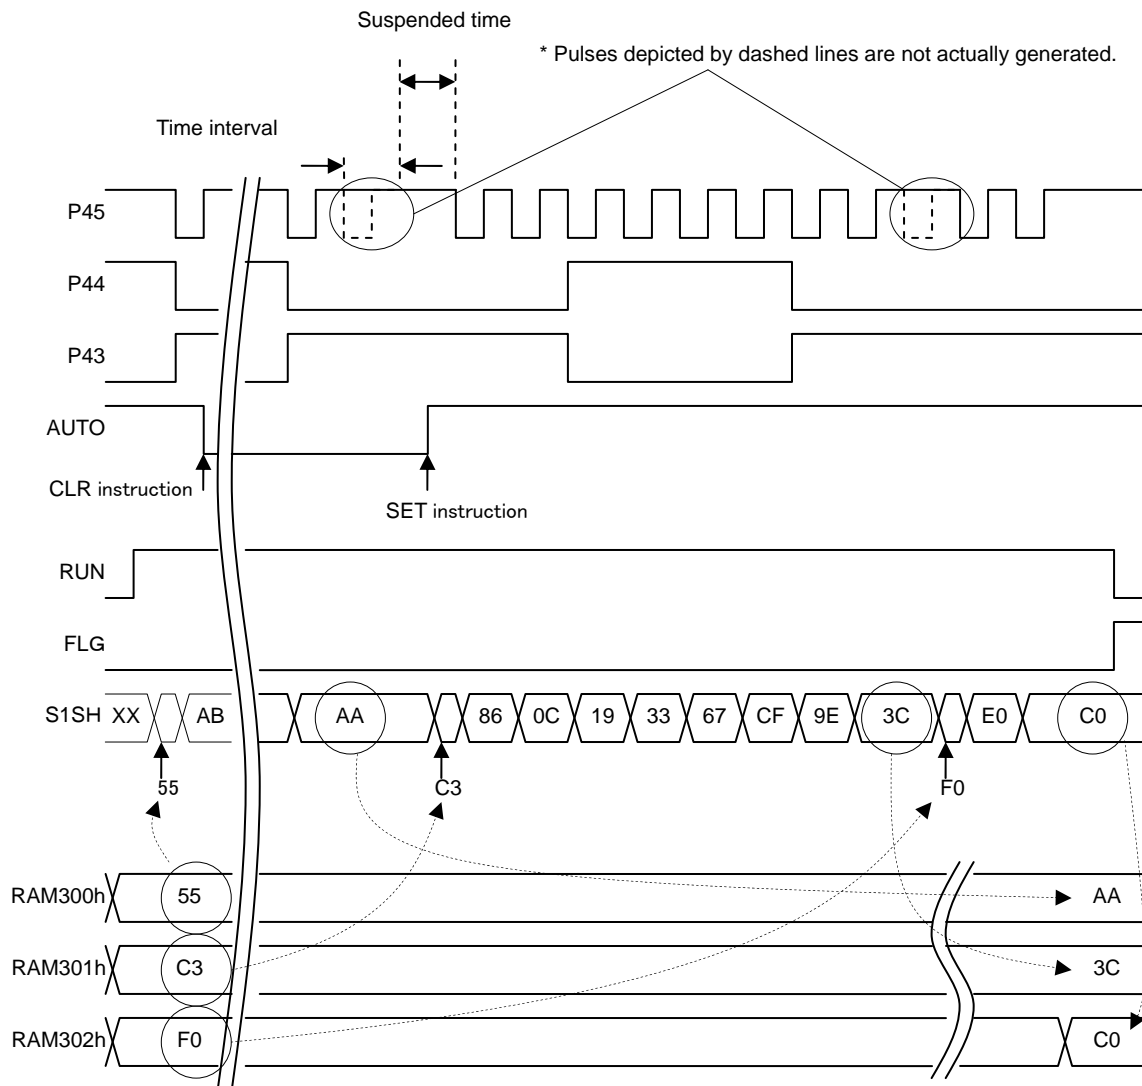 Suspended time
* Pulses depicted by dashed lines are not actually generated.
Time interval
P45
P44
P43
AUTO
CLR instruction
SET instruction
RUN
FLG
S1SH XX AB AA 86 0C 19 33 67 CF 9E 3C E0 C0
55 C3 F0
RAM300h 55 AA
RAM301h C3 3C
RAM302h F0 C0